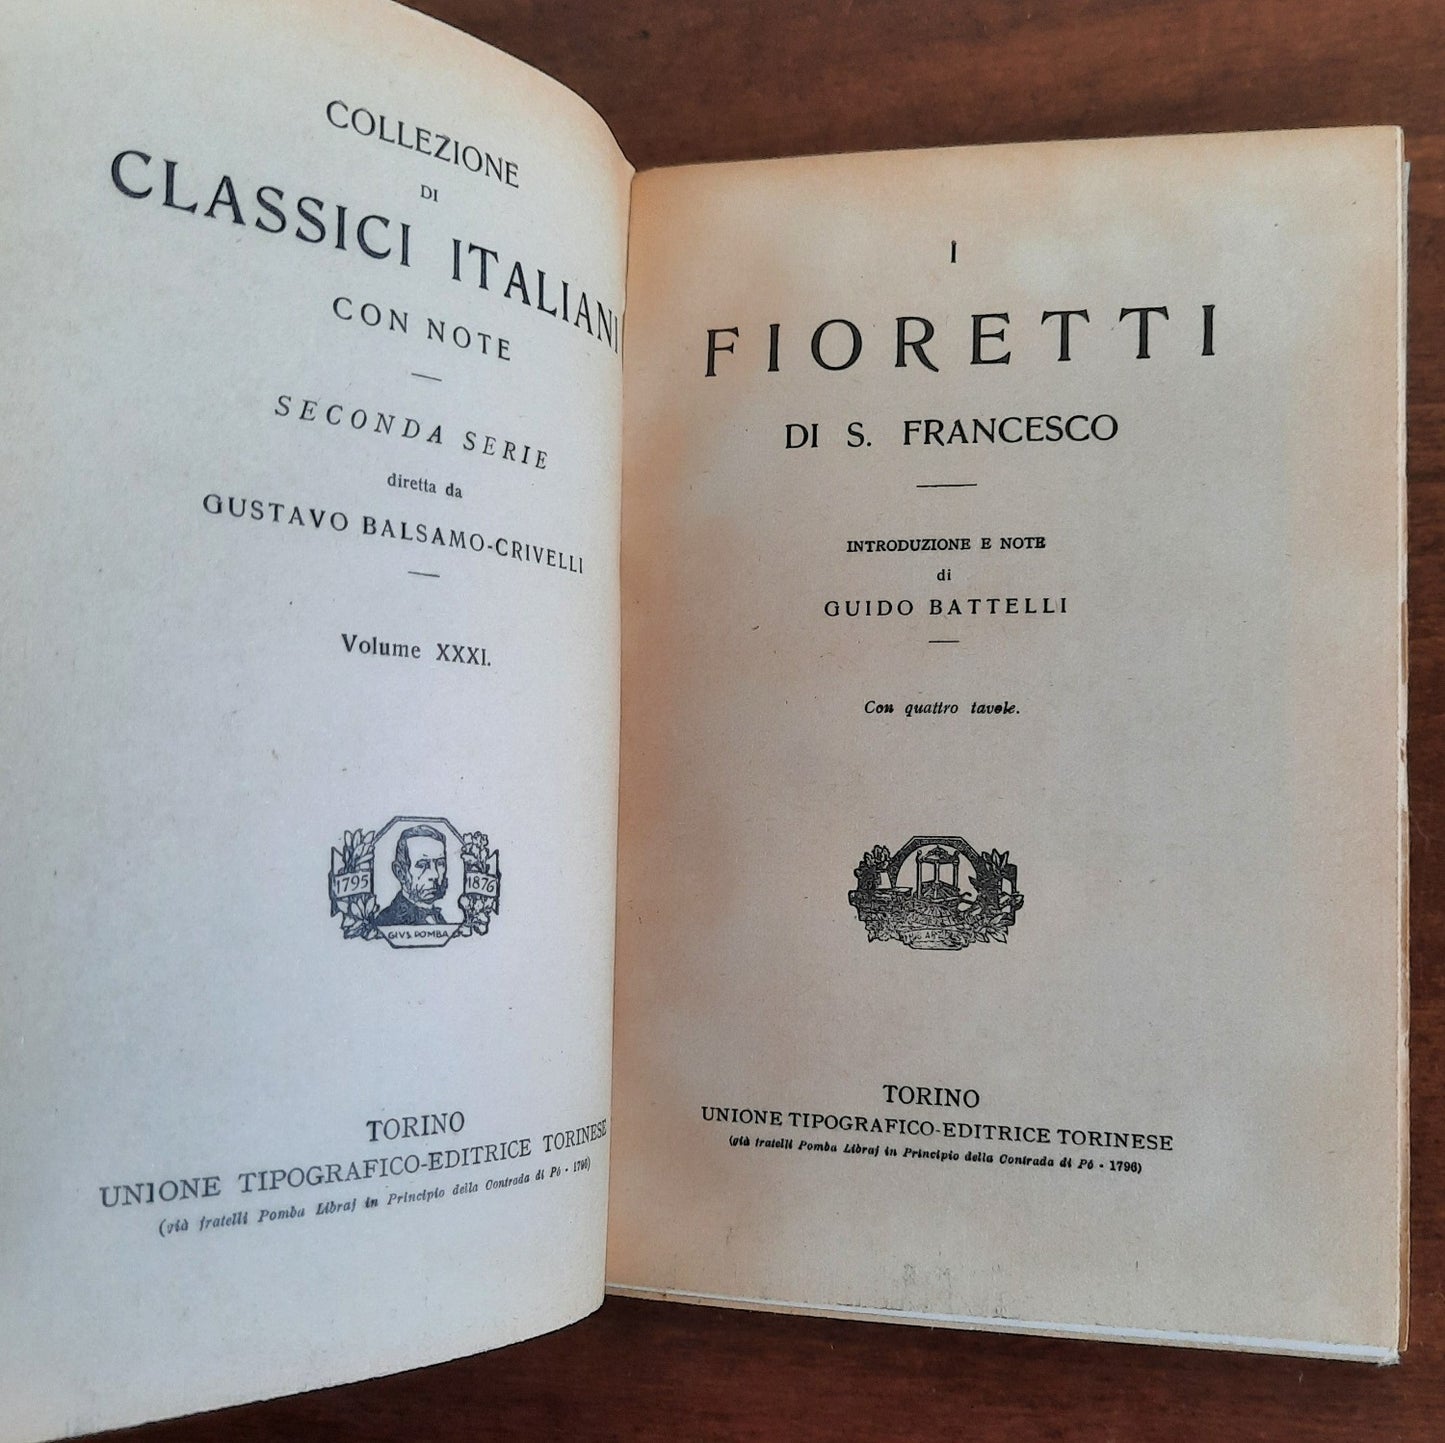 COLLEZIONE
DI
CLASSICI ITALIANI
CON NOTE
SECONDA SERIE
diretta da
GUSTAVO BALSAMO-CRIVELLI
Volume XXXI.
1795 1876
GIVS. POMBA
TORINO
UNIONE TIPOGRAFICO-EDITRICE TORINESE
(già fratelli Pomba Libraj in Principio della Contrada di Pò - 1796)
I
FIORETTI
DI S. FRANCESCO
INTRODUZIONE E NOTE
di
GUIDO BATTELLI
Con quattro tavole.
TORINO
UNIONE TIPOGRAFICO-EDITRICE TORINESE
(già fratelli Pomba Libraj in Principio della Contrada di Pò - 1796)